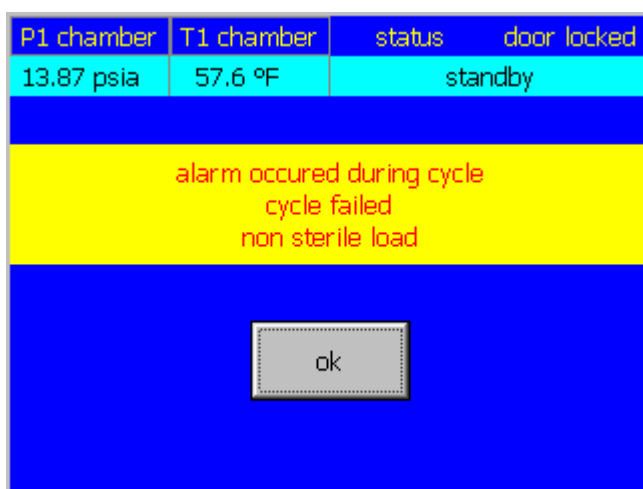 P1 chamber T1 chamber status door locked
13.87 psia 57.6 ºF standby
alarm occured during cycle
cycle failed
non sterile load
ok